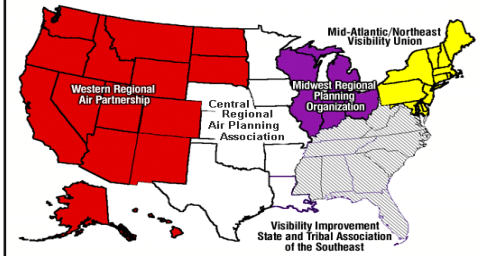 Mid-Atlantic/Northeast
Visibility Union
Western Regional
Air Partnership
Central
Regional
Air Planning
Association
Midwest Regional
Planning
Organization
Visibility Improvement
State and Tribal Association
of the Southeast